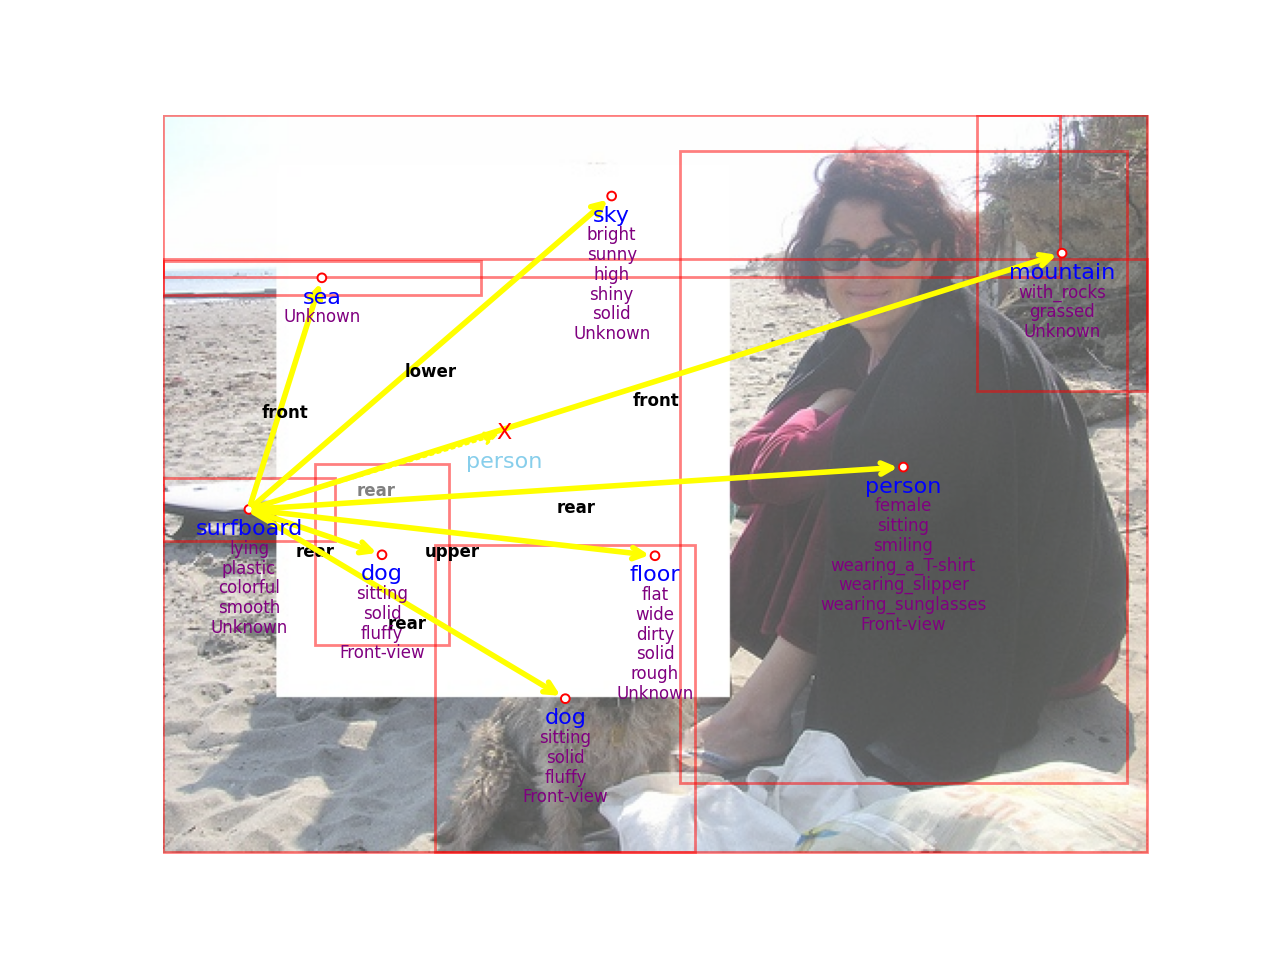 sky
bright
sunny
high
shiny
solid
Unknown
mountain
with_rocks
grassed
Unknown
sea
Unknown
lower
front
front
X
person
rear
rear
person
female
sitting
smiling
wearing_a_T-shirt
wearing_slipper
wearing_sunglasses
Front-view
surfboard
lying
plastic
colorful
smooth
Unknown
rear
upper
dog
sitting
solid
fluffy
Front-view
rear
floor
flat
wide
dirty
solid
rough
Unknown
dog
sitting
solid
fluffy
Front-view